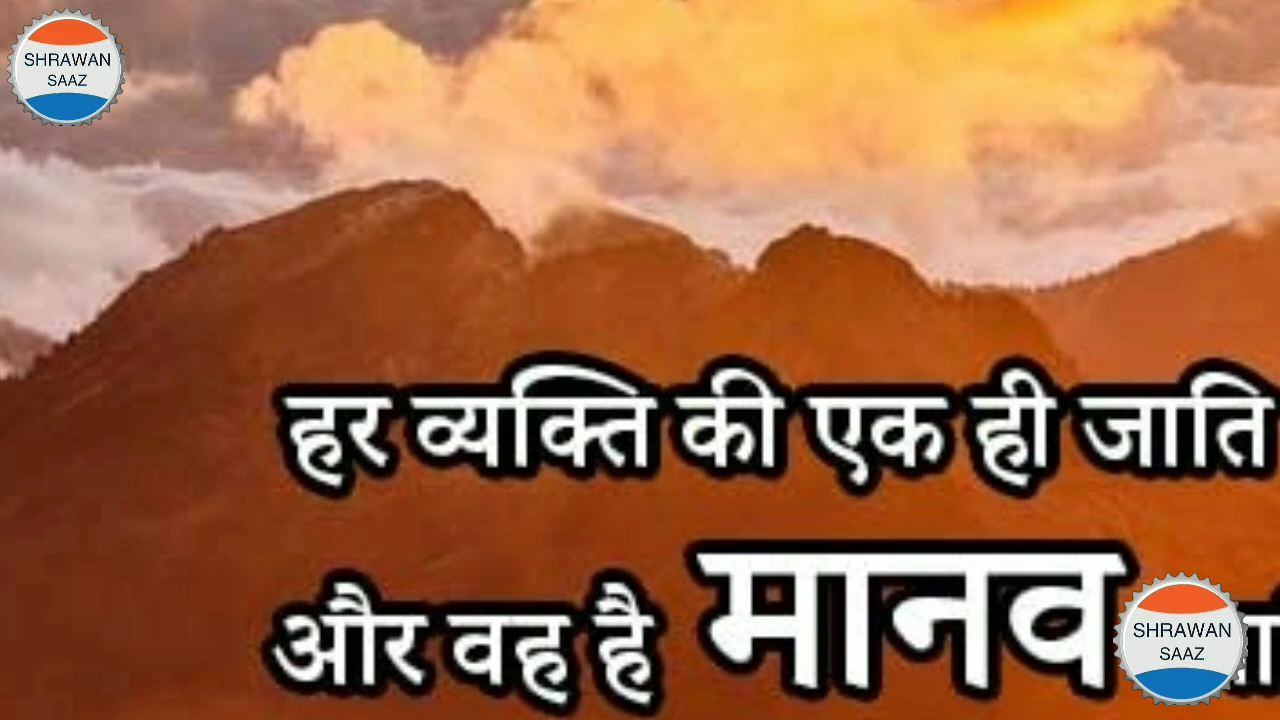 SHRAWAN
SAAZ
हर व्यक्ति की एक ही जाति
और वह है मानव
SHRAWAN
SAAZ